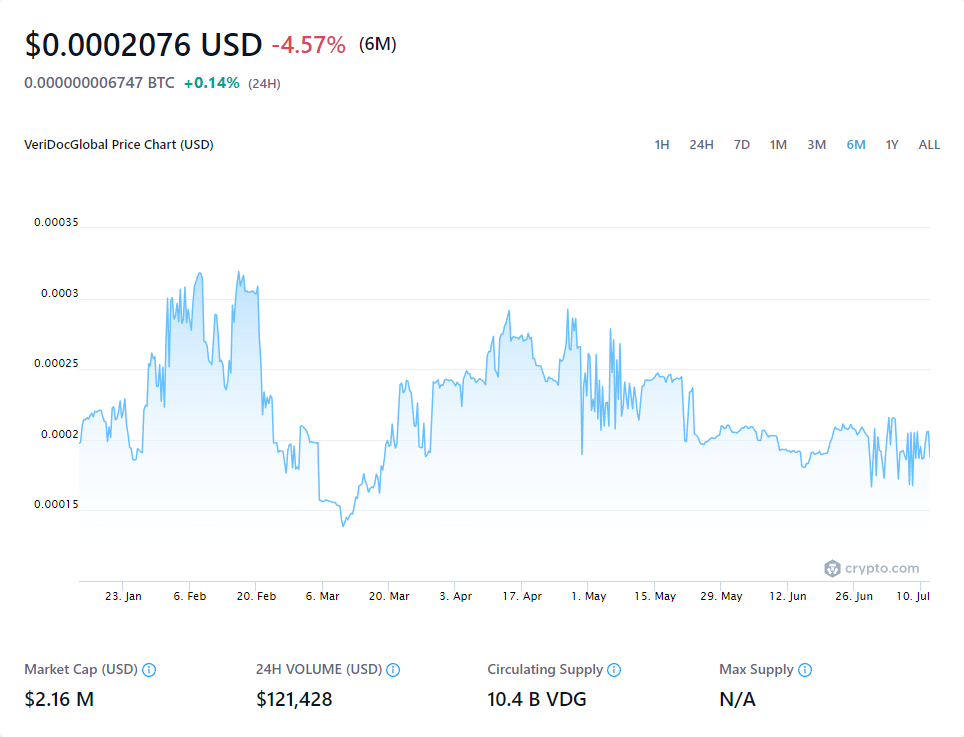 $0.0002076 USD -4.57% (6M)
0.000000006747 BTC +0.14% (24H)
VeriDocGlobal Price Chart (USD) 1H 24H 7D 1M 3M 6M 1Y ALL
0.00035
0.0003
0.00025
0.0002
0.00015
crypto.com
23. Jan 6. Feb 20. Feb 6. Mar 20. Mar 3. Apr 17. Apr 1. May 15. May 29. May 12. Jun 26. Jun 10. Jul
Market Cap (USD) 24H VOLUME (USD) Circulating Supply Max Supply
$2.16 M $121,428 10.4 B VDG N/A